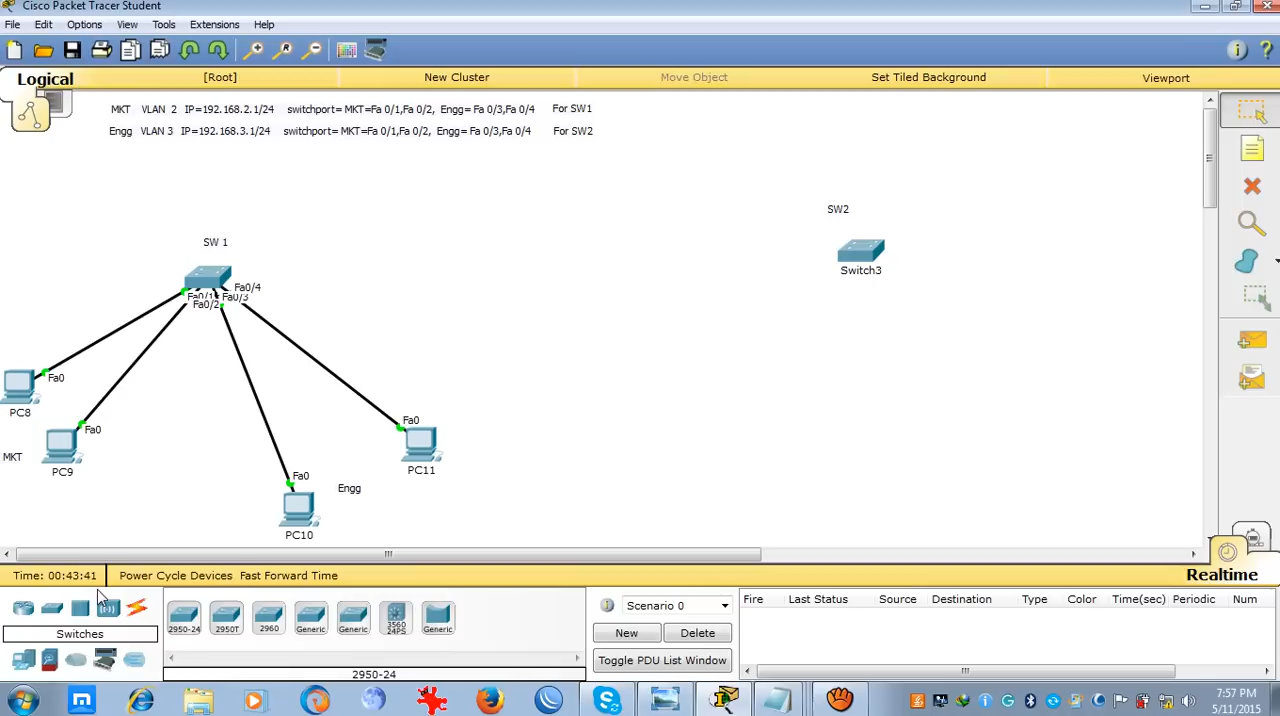 Cisco Packet Tracer Student
File Edit Options View Tools Extensions Help
Logical [Root] New Cluster Move Object Set Tiled Background Viewport
MKT VLAN 2 IP=192.168.2.1/24 switchport= MKT=Fa 0/1,Fa 0/2, Engg= Fa 0/3,Fa 0/4 For SW1
Engg VLAN 3 IP=192.168.3.1/24 switchport= MKT=Fa 0/1,Fa 0/2, Engg= Fa 0/3,Fa 0/4 For SW2
SW2
SW 1
Switch3
Fa0/4
Fa0/1 Fa0/3
Fa0/2
Fa0
PC8
Fa0
Fa0
MKT
PC9
PC11
Fa0
Engg
PC10
Time: 00:43:41 Power Cycle Devices Fast Forward Time
Realtime
Switches
2950-24 2950T 2960 Generic Generic 3560 24PS Generic
2950-24
Scenario 0
New Delete
Toggle PDU List Window
Fire Last Status Source Destination Type Color Time(sec) Periodic Num
7:57 PM
5/11/2015